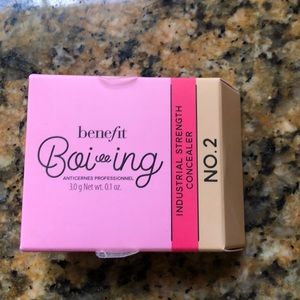 benefit
Boi-ing
ANTICERNES PROFESSIONNEL
3.0 g Net wt. 0.1 oz.
INDUSTRIAL STRENGTH
CONCEALER
NO. 2